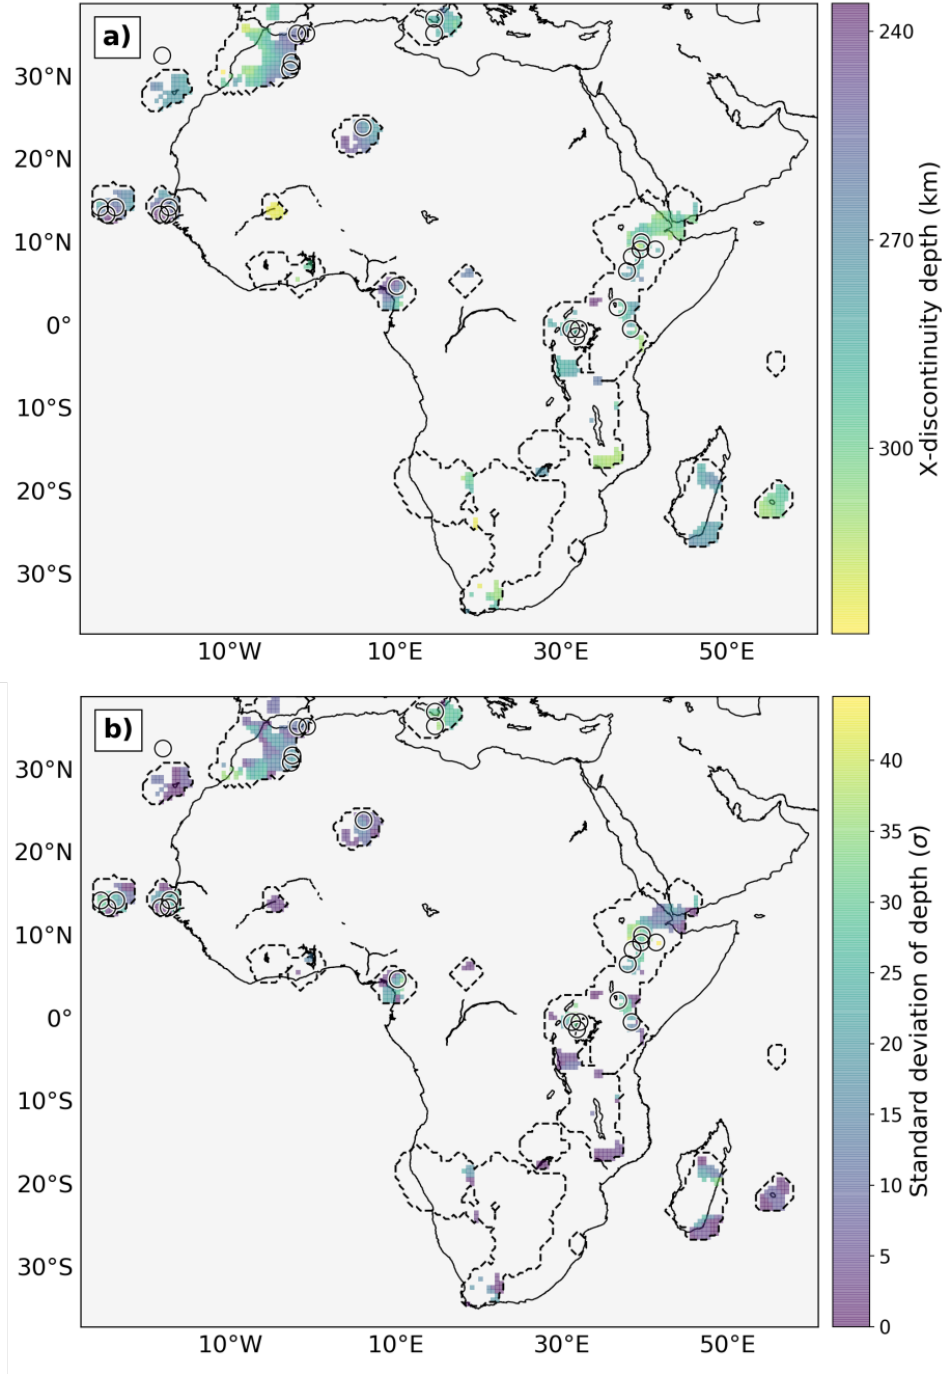 a)
30°N
20°N
10°N
0°
10°S
20°S
30°S
10°W 10°E 30°E 50°E
240
270
300
X-discontinuity depth (km)
b)
30°N
20°N
10°N
0°
10°S
20°S
30°S
10°W 10°E 30°E 50°E
40
35
30
25
20
15
10
5
0
Standard deviation of depth (σ)